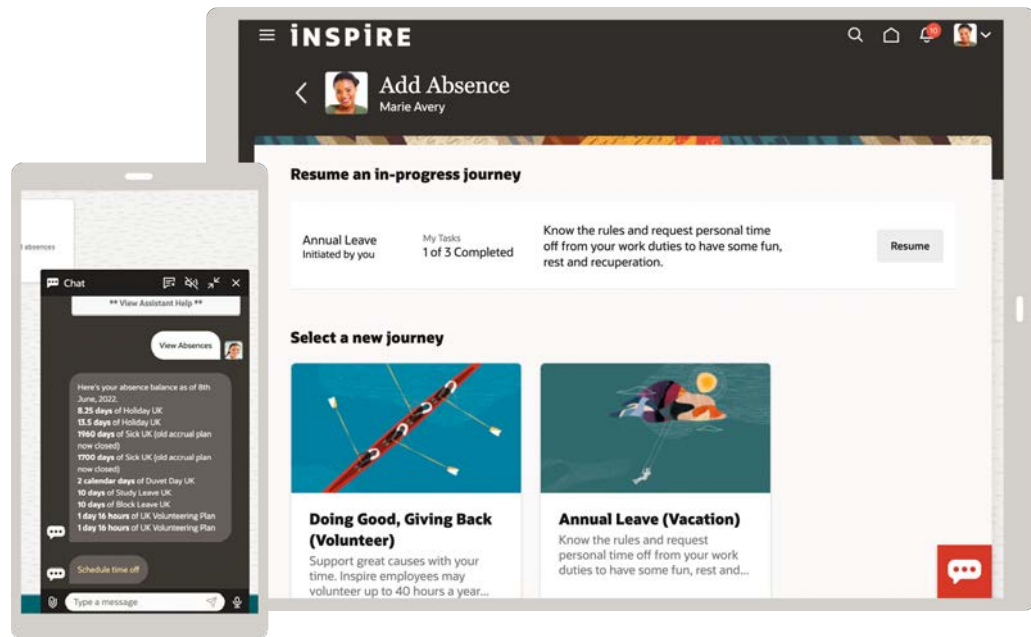 iNSPiRE
10
Add Absence
Marie Avery
Resume an in-progress journey
Annual Leave
Initiated by you
My Tasks
1 of 3 Completed
Know the rules and request personal time
off from your work duties to have some fun,
rest and recuperation.
Resume
Select a new journey
Doing Good, Giving Back
(Volunteer)
Support great causes with your
time. Inspire employees may
volunteer up to 40 hours a year...
Annual Leave (Vacation)
Know the rules and request
personal time off from your work
duties to have some fun, rest and...
absences
Chat
** View Assistant Help **
View Absences
Here's your absence balance as of 8th
June, 2022.
8.25 days of Holiday UK
13.5 days of Holiday UK
1960 days of Sick UK (old accrual plan
now closed)
1700 days of Sick UK (old accrual plan
now closed)
2 calendar days of Duvet Day UK
10 days of Study Leave UK
10 days of Block Leave UK
1 day 16 hours of UK Volunteering Plan
1 day 16 hours of UK Volunteering Plan
Schedule time off
Type a message